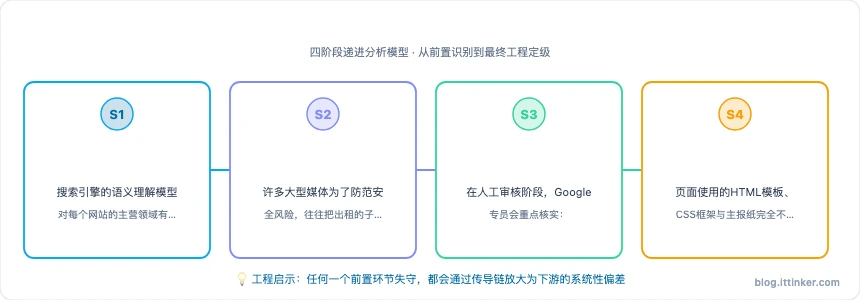 四阶段递进分析模型 · 从前置识别到最终工程定级
S1
搜索引擎的语义理解模型
对每个网站的主营领域有...
S2
许多大型媒体为了防范安
全风险，往往把出租的子...
S3
在人工审核阶段，Google
专员会重点核实：
S4
页面使用的HTML模板、
CSS框架与主报纸完全不...
💡 工程启示：任何一个前置环节失守，都会通过传导链放大为下游的系统性偏差
blog.ittinker.com